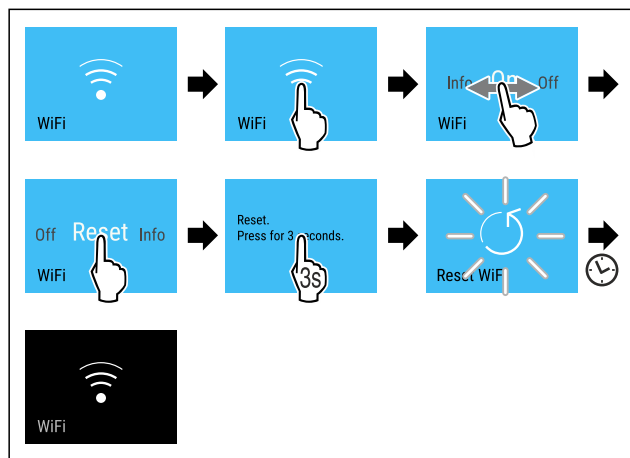 WiFi
WiFi
Info On Off
WiFi
Off Reset Info
WiFi
Reset.
Press for 3 seconds.
3s
Reset WiFi
WiFi